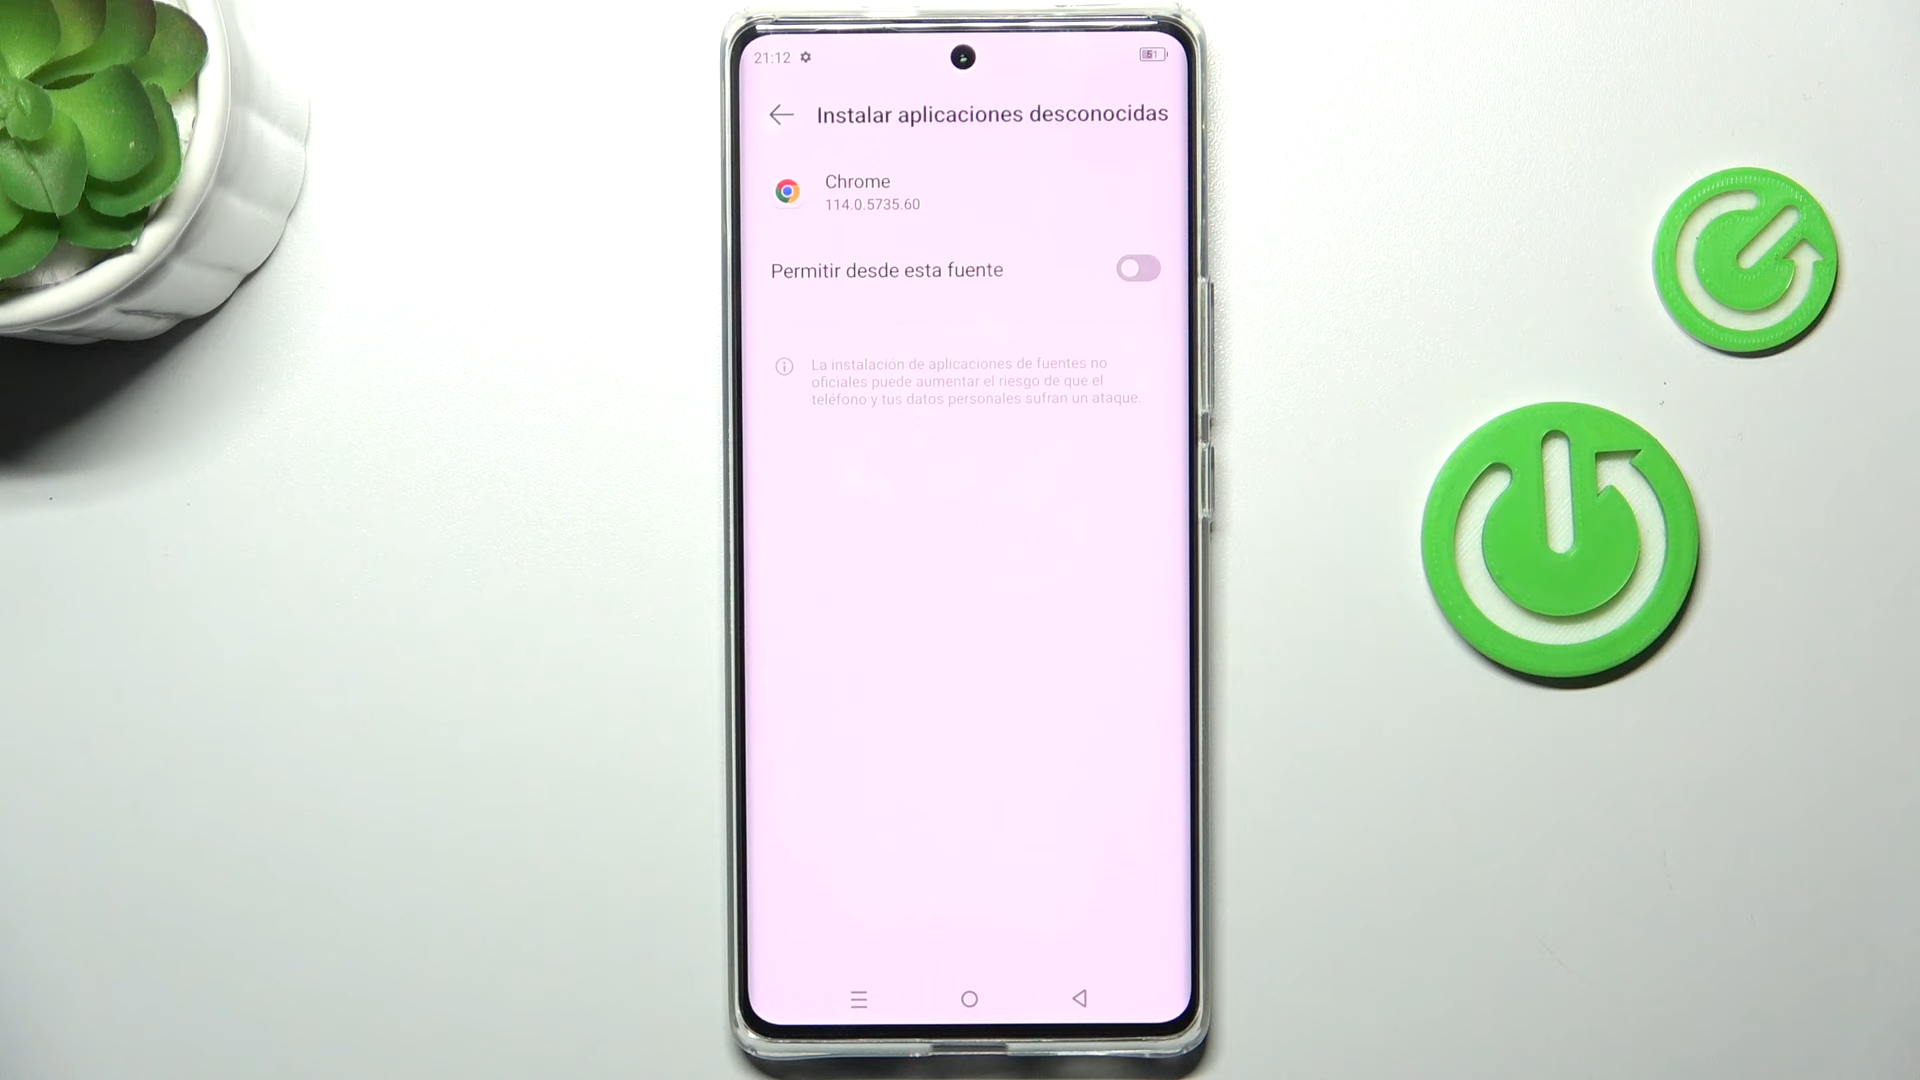 21:12
51
Instalar aplicaciones desconocidas
Chrome
114.0.5735.60
Permitir desde esta fuente
La instalación de aplicaciones de fuentes no
oficiales puede aumentar el riesgo de que el
teléfono y tus datos personales sufran un ataque.